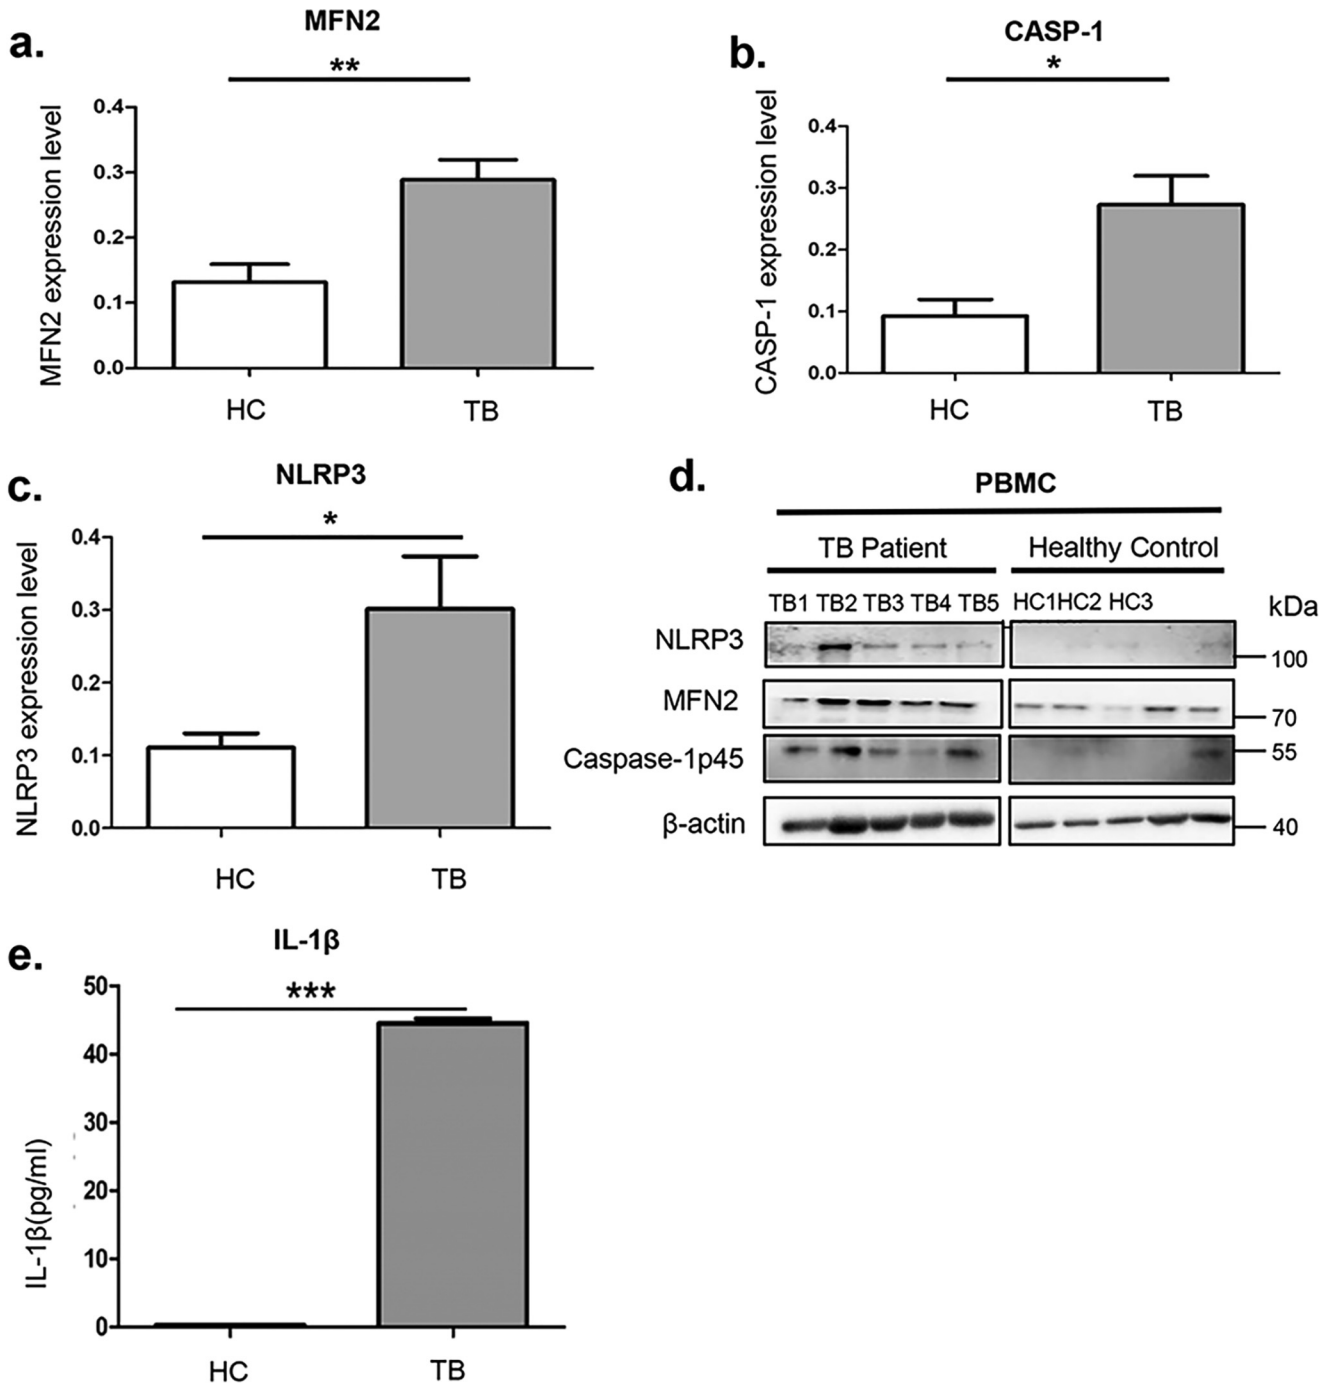 a.
MFN2
**
MFN2 expression level
0.4
0.3
0.2
0.1
0.0
HC TB
b.
CASP-1
*
CASP-1 expression level
0.4
0.3
0.2
0.1
0.0
HC TB
c.
NLRP3
*
NLRP3 expression level
0.4
0.3
0.2
0.1
0.0
HC TB
d.
PBMC
TB Patient Healthy Control
TB1 TB2 TB3 TB4 TB5 HC1HC2 HC3 kDa
NLRP3 100
MFN2 70
Caspase-1p45 55
β-actin 40
e.
IL-1β
***
IL-1β(pg/ml)
50
40
30
20
10
0
HC TB